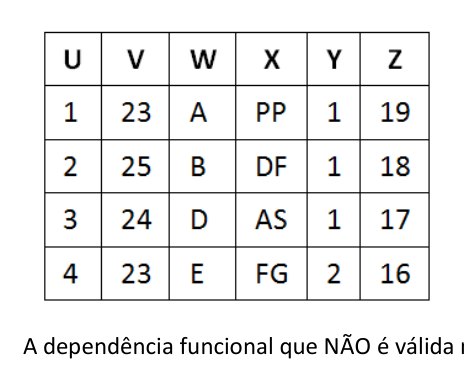 U V W X Y Z
1 23 A PP 1 19
2 25 B DF 1 18
3 24 D AS 1 17
4 23 E FG 2 16
A dependência funcional que NÃO é válida